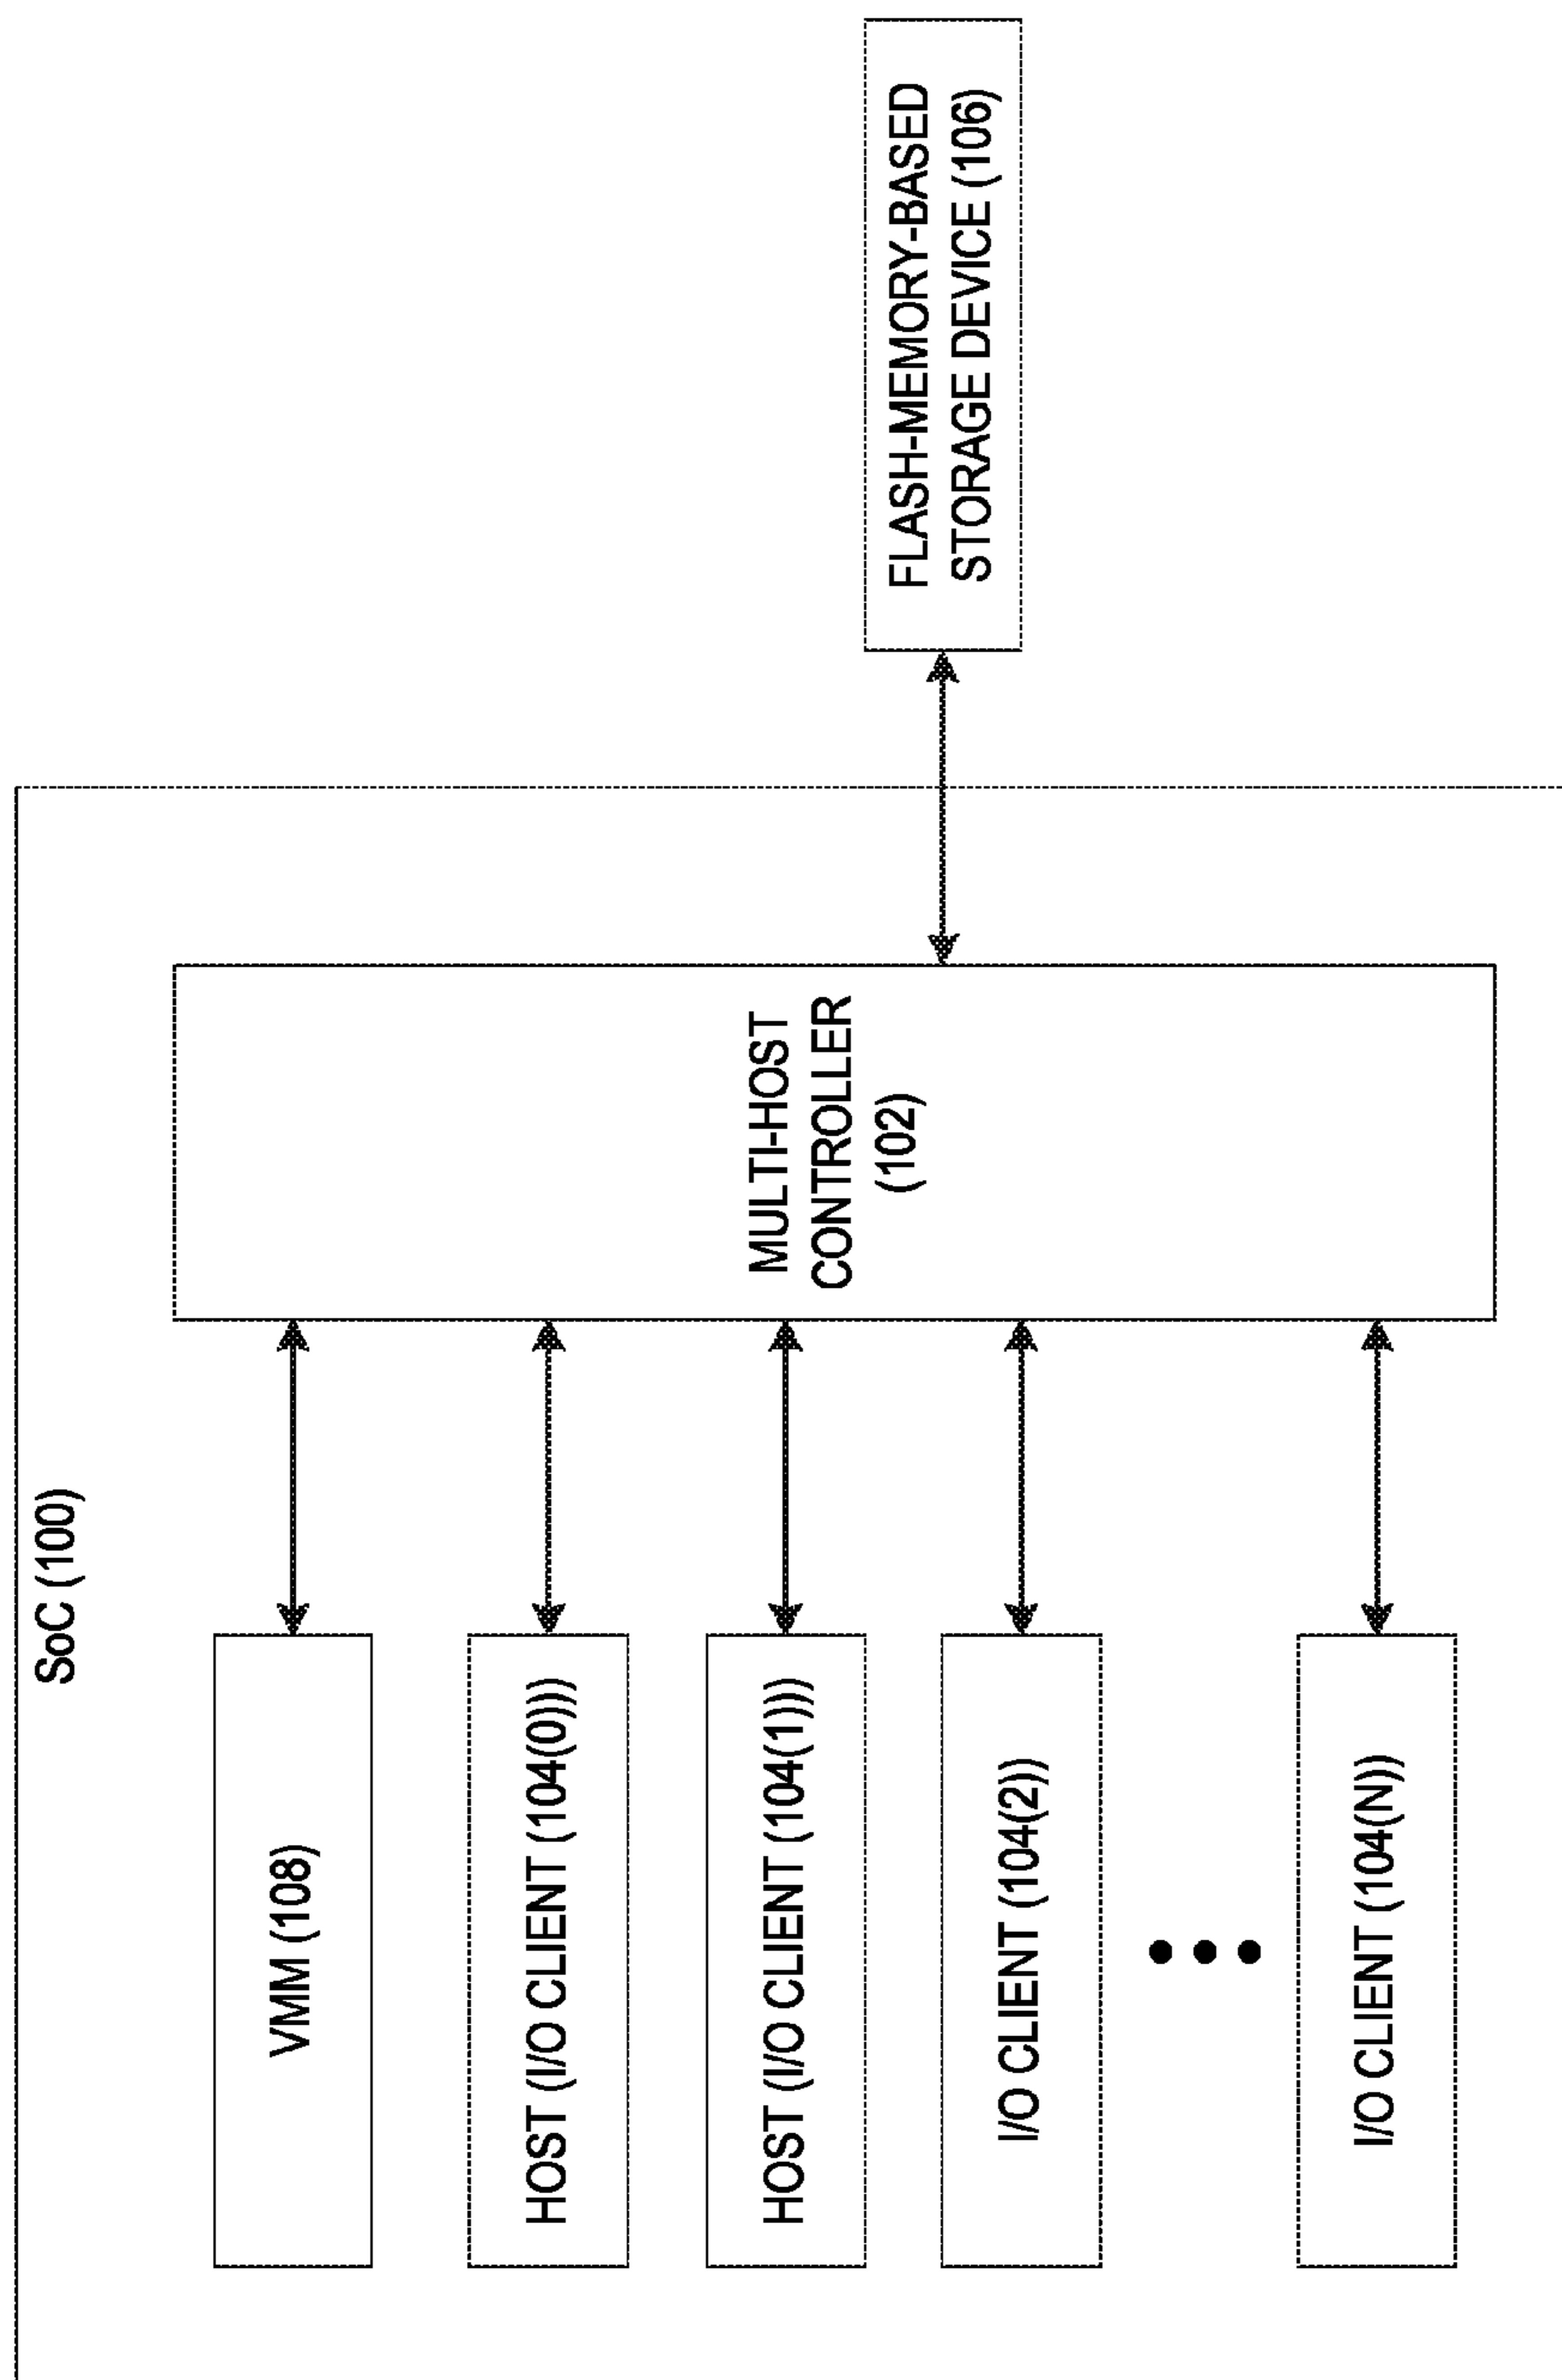 SoC (100)
VMM (108)
HOST (I/O CLIENT (104(0)))
HOST (I/O CLIENT (104(1)))
I/O CLIENT (104(2))
I/O CLIENT (104(N))
MULTI-HOST
CONTROLLER
(102)
FLASH-MEMORY-BASED
STORAGE DEVICE (106)